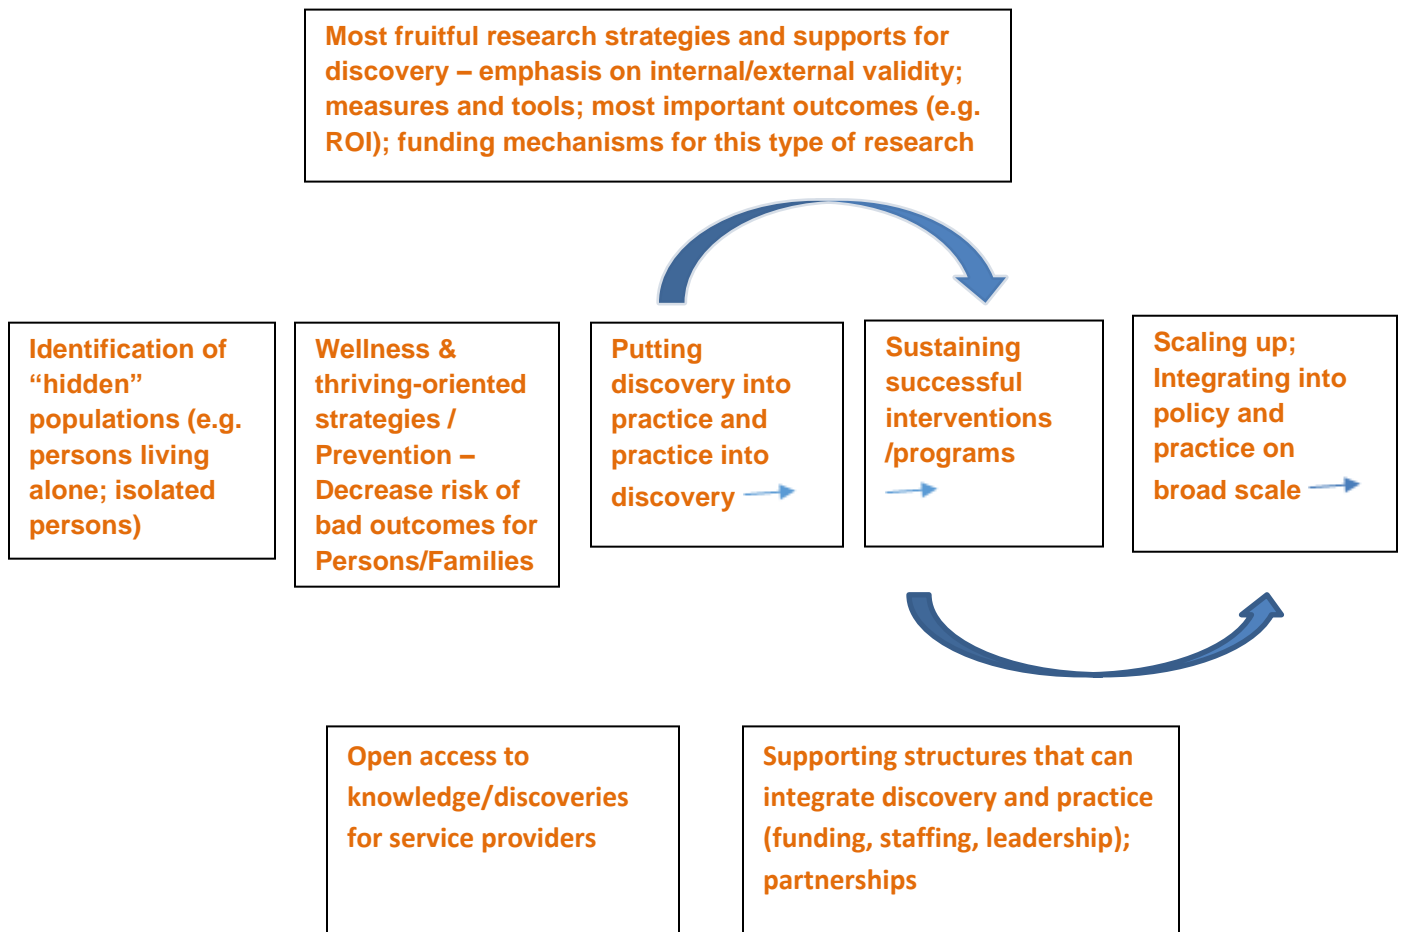 Most fruitful research strategies and supports for
discovery – emphasis on internal/external validity;
measures and tools; most important outcomes (e.g.
ROI); funding mechanisms for this type of research
Identification of
“hidden”
populations (e.g.
persons living
alone; isolated
persons)
Wellness &
thriving-oriented
strategies /
Prevention –
Decrease risk of
bad outcomes for
Persons/Families
Putting
discovery into
practice and
practice into
discovery
Sustaining
successful
interventions
/programs
Scaling up;
Integrating into
policy and
practice on
broad scale
Open access to
knowledge/discoveries
for service providers
Supporting structures that can
integrate discovery and practice
(funding, staffing, leadership);
partnerships